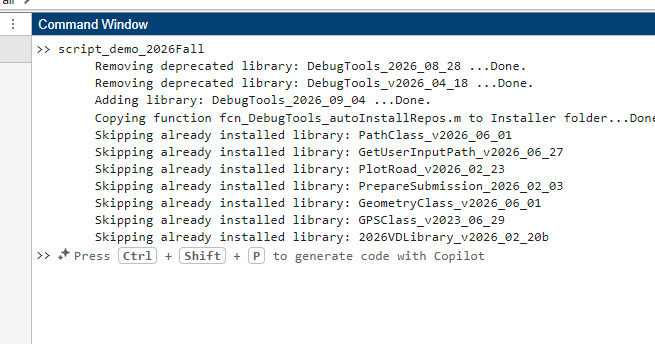 Command Window
>> script_demo_2026Fall
Removing deprecated library: DebugTools_2026_08_28 ...Done.
Removing deprecated library: DebugTools_v2026_04_18 ...Done.
Adding library: DebugTools_2026_09_04 ...Done.
Copying function fcn_DebugTools_autoInstallRepos.m to Installer folder...Done
Skipping already installed library: PathClass_v2026_06_01
Skipping already installed library: GetUserInputPath_v2026_06_27
Skipping already installed library: PlotRoad_v2026_02_23
Skipping already installed library: PrepareSubmission_2026_02_03
Skipping already installed library: GeometryClass_v2026_06_01
Skipping already installed library: GPSClass_v2023_06_29
Skipping already installed library: 2026VDLibrary_v2026_02_20b
>> Press Ctrl + Shift + P to generate code with Copilot